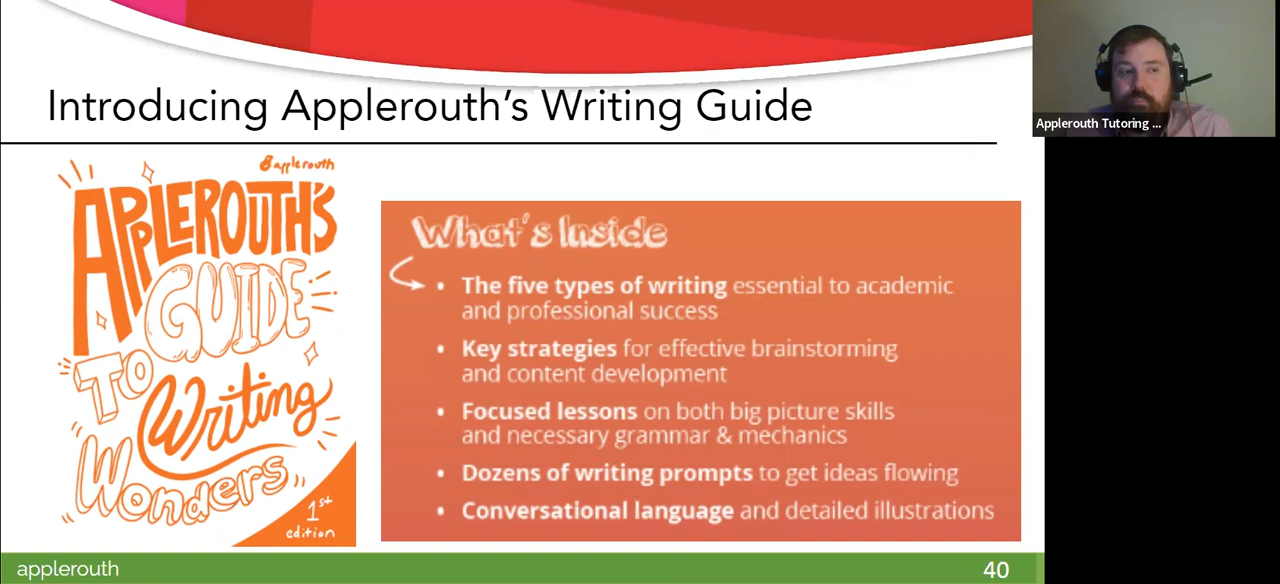 Introducing Applerouth's Writing Guide
Applerouth Tutoring ...
applerouth
APPLEROUTH'S
GUIDE
TO
Writing
Wonders
1st
edition
What's Inside
• The five types of writing essential to academic
and professional success
• Key strategies for effective brainstorming
and content development
• Focused lessons on both big picture skills
and necessary grammar & mechanics
• Dozens of writing prompts to get ideas flowing
• Conversational language and detailed illustrations
applerouth
40